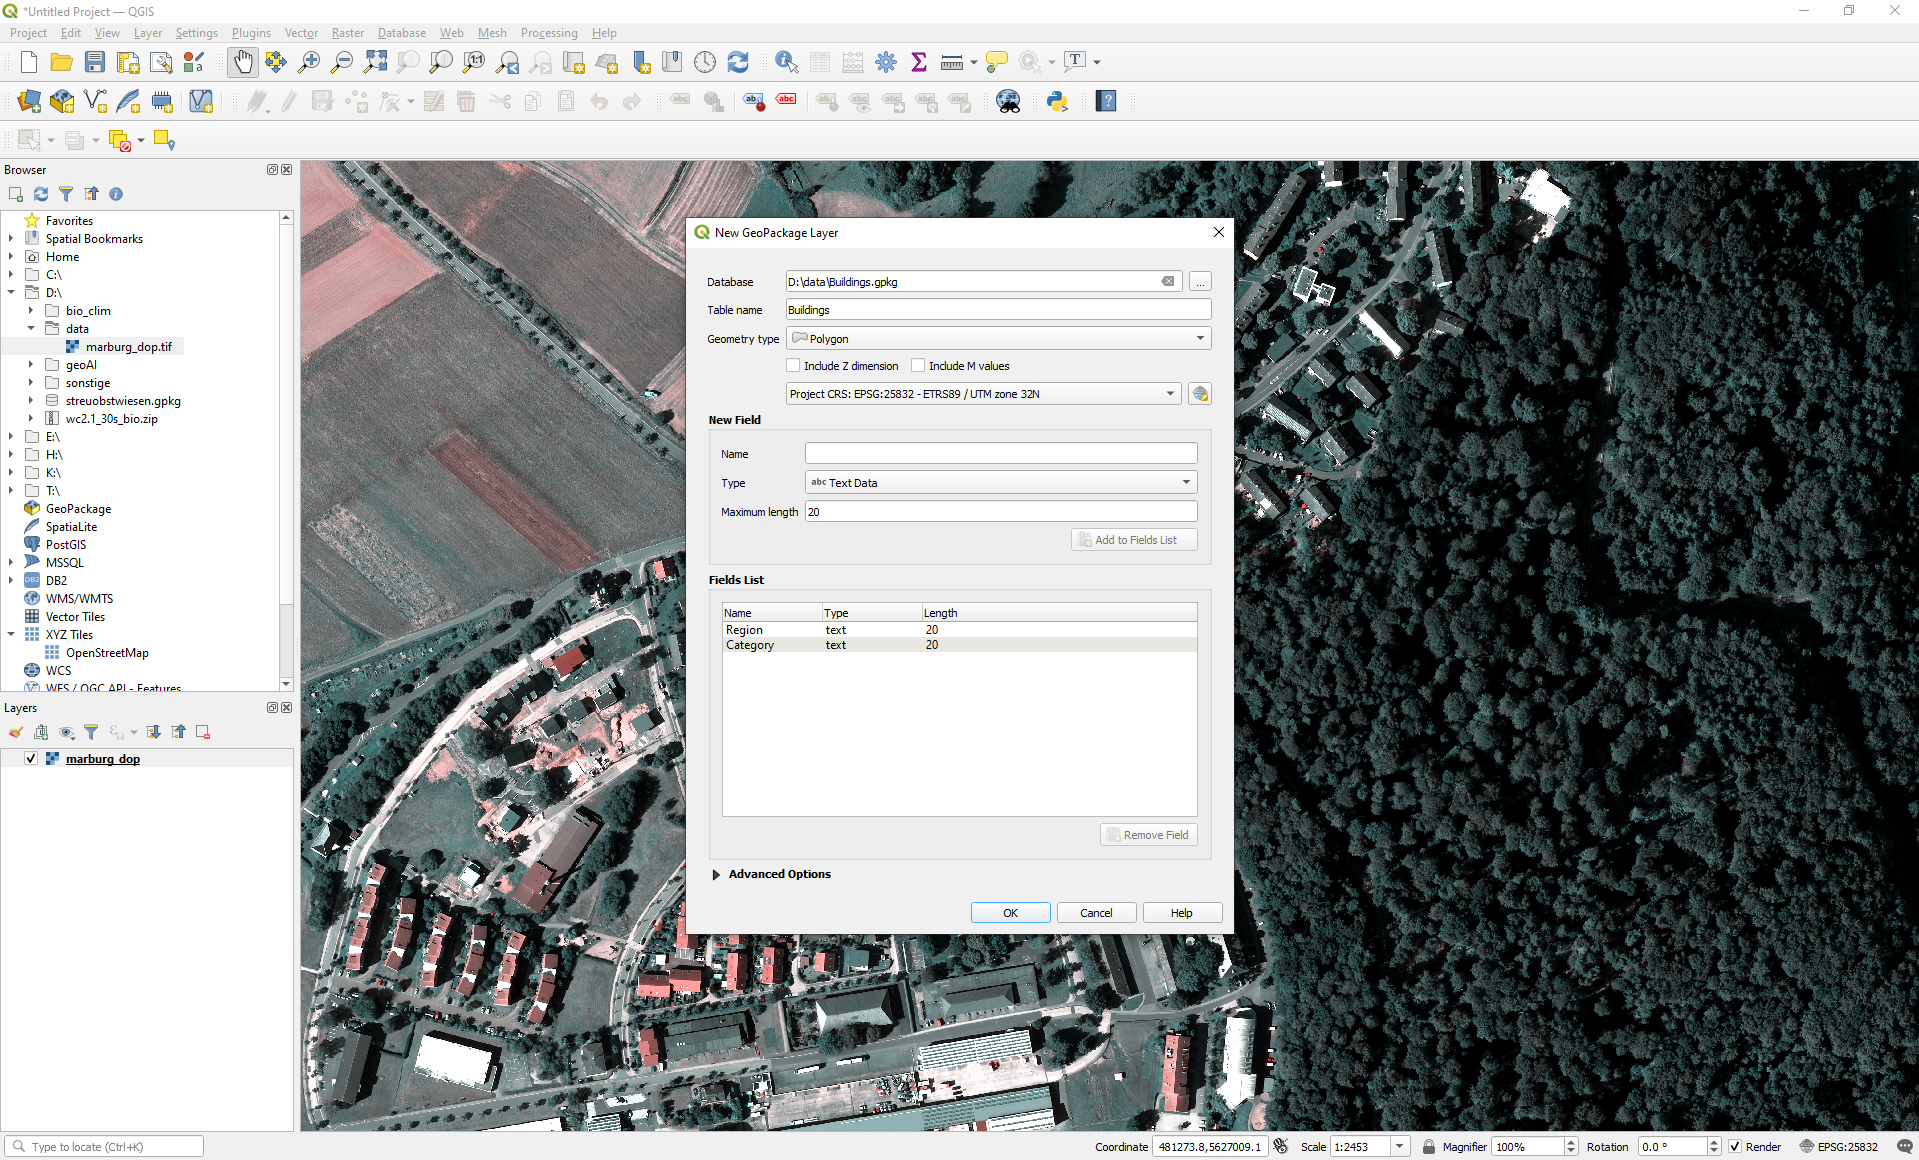 *Untitled Project — QGIS
Project Edit View Layer Settings Plugins Vector Raster Database Web Mesh Processing Help
Browser
Favorites
Spatial Bookmarks
Home
C:\
D:\
bio_clim
data
marburg_dop.tif
geoAI
sonstige
streuobstwiesen.gpkg
wc2.1_30s_bio.zip
E:\
H:\
K:\
T:\
GeoPackage
SpatiaLite
PostGIS
MSSQL
DB2
WMS/WMTS
Vector Tiles
XYZ Tiles
OpenStreetMap
WCS
WFS / OGC API - Features
Layers
marburg_dop
New GeoPackage Layer
Database D:\data\Buildings.gpkg ...
Table name Buildings
Geometry type Polygon
Include Z dimension Include M values
Project CRS: EPSG:25832 - ETRS89 / UTM zone 32N
New Field
Name
Type abc Text Data
Maximum length 20
Add to Fields List
Fields List
Name Type Length
Region text 20
Category text 20
Remove Field
Advanced Options
OK Cancel Help
Type to locate (Ctrl+K)
Coordinate 481273.8,5627009.1 Scale 1:2453 Magnifier 100% Rotation 0.0 ° Render EPSG:25832